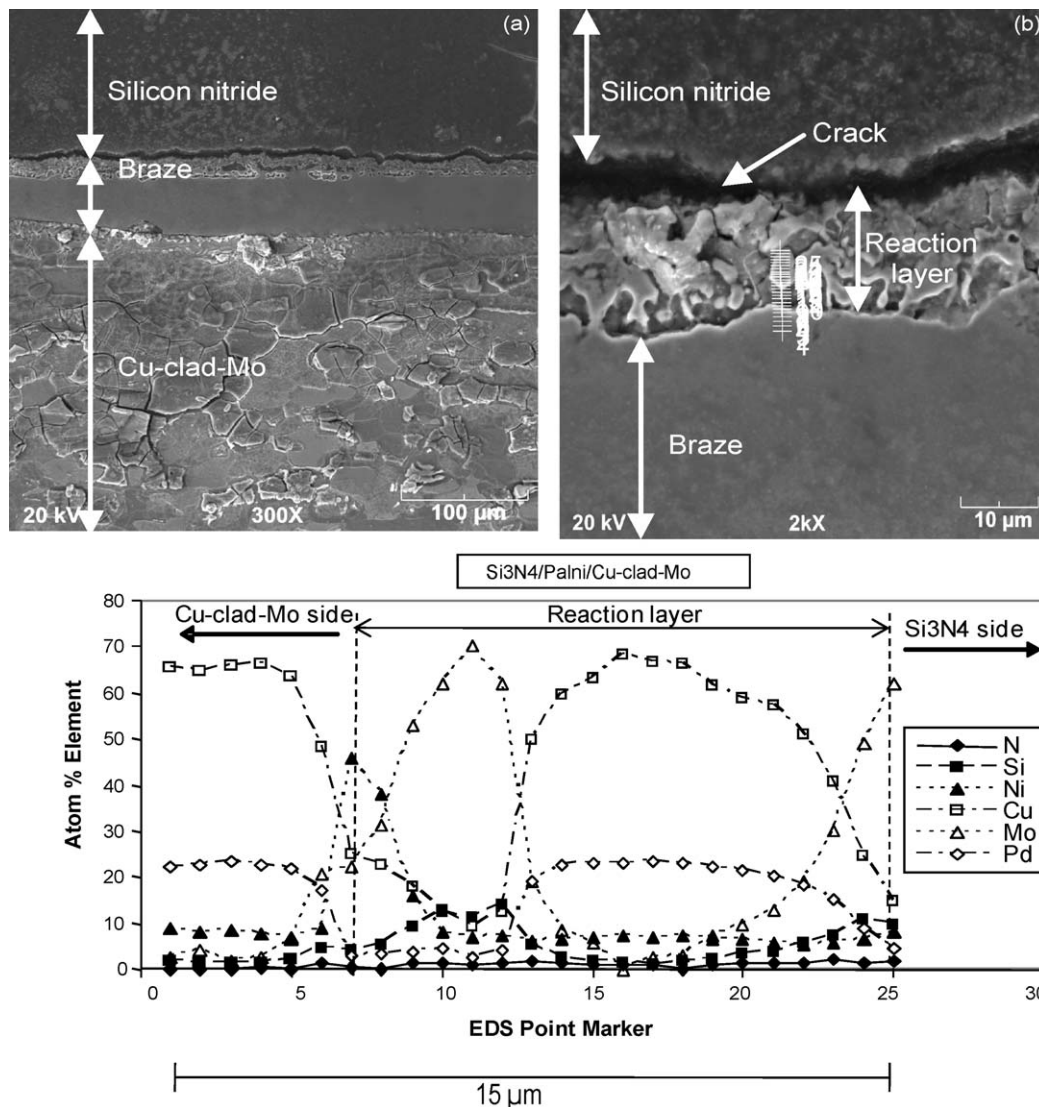 (a)
Silicon nitride
Braze
Cu-clad-Mo
20 kV
300X
100 µm
(b)
Silicon nitride
Crack
Reaction
layer
Braze
20 kV
2kX
10 µm
Si3N4/Palni/Cu-clad-Mo
Cu-clad-Mo side
Reaction layer
Si3N4 side
80
70
60
50
40
30
20
10
0
Atom % Element
N
Si
Ni
Cu
Mo
Pd
0 5 10 15 20 25 30
EDS Point Marker
15 µm